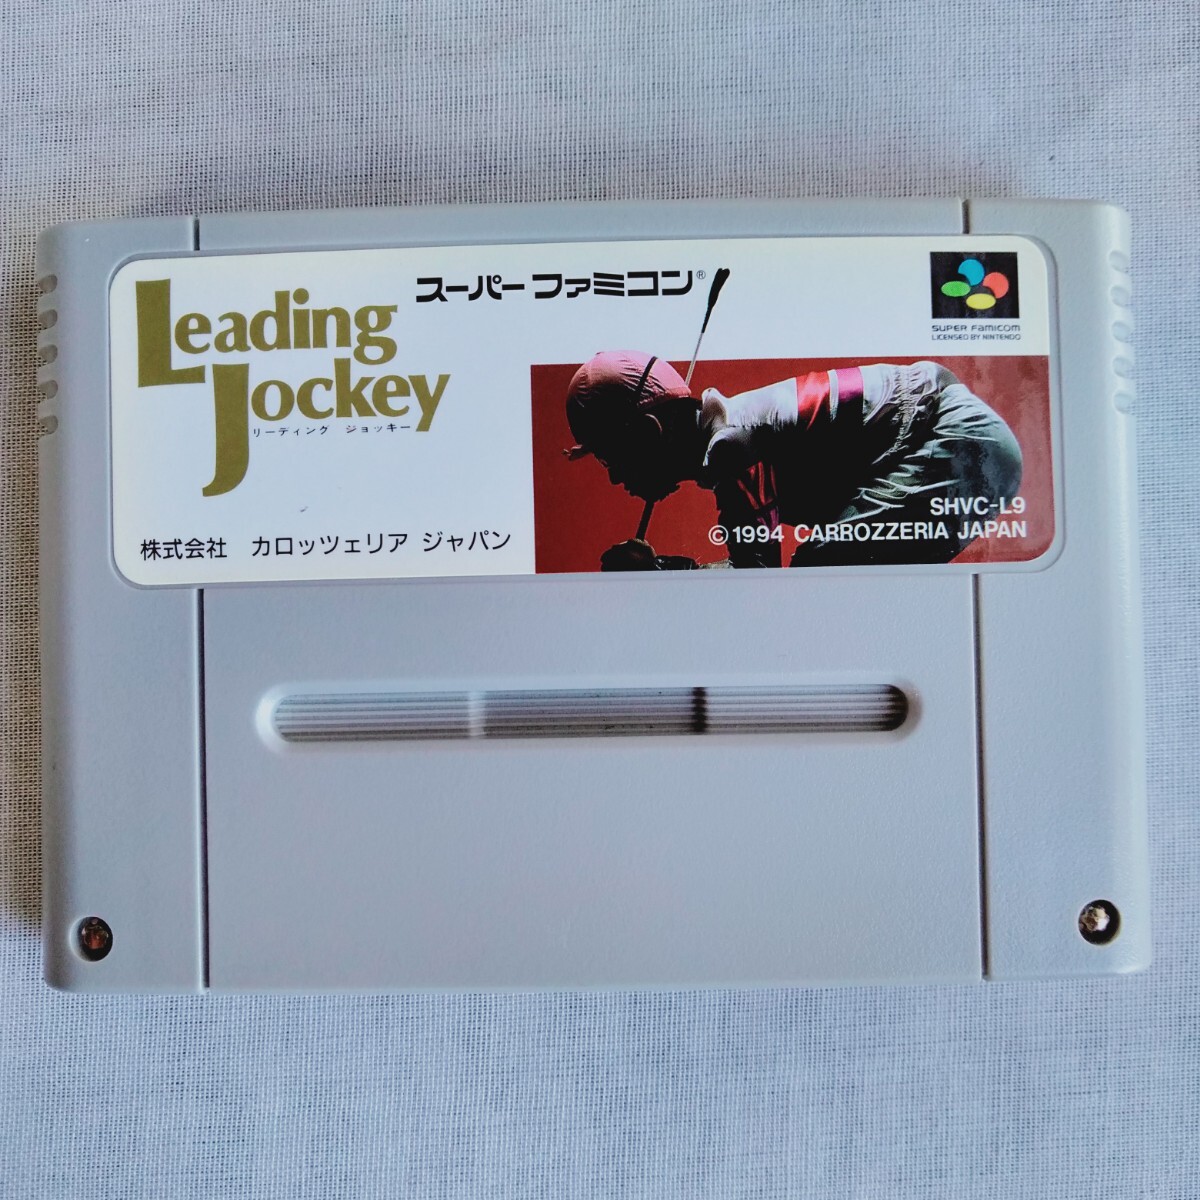 スーパーファミコン®
Leading
Jockey
リーディング ジョッキー
SUPER FAMICOM
LICENSED BY NINTENDO
SHVC-L9
©1994 CARROZZERIA JAPAN
株式会社 カロッツェリア ジャパン